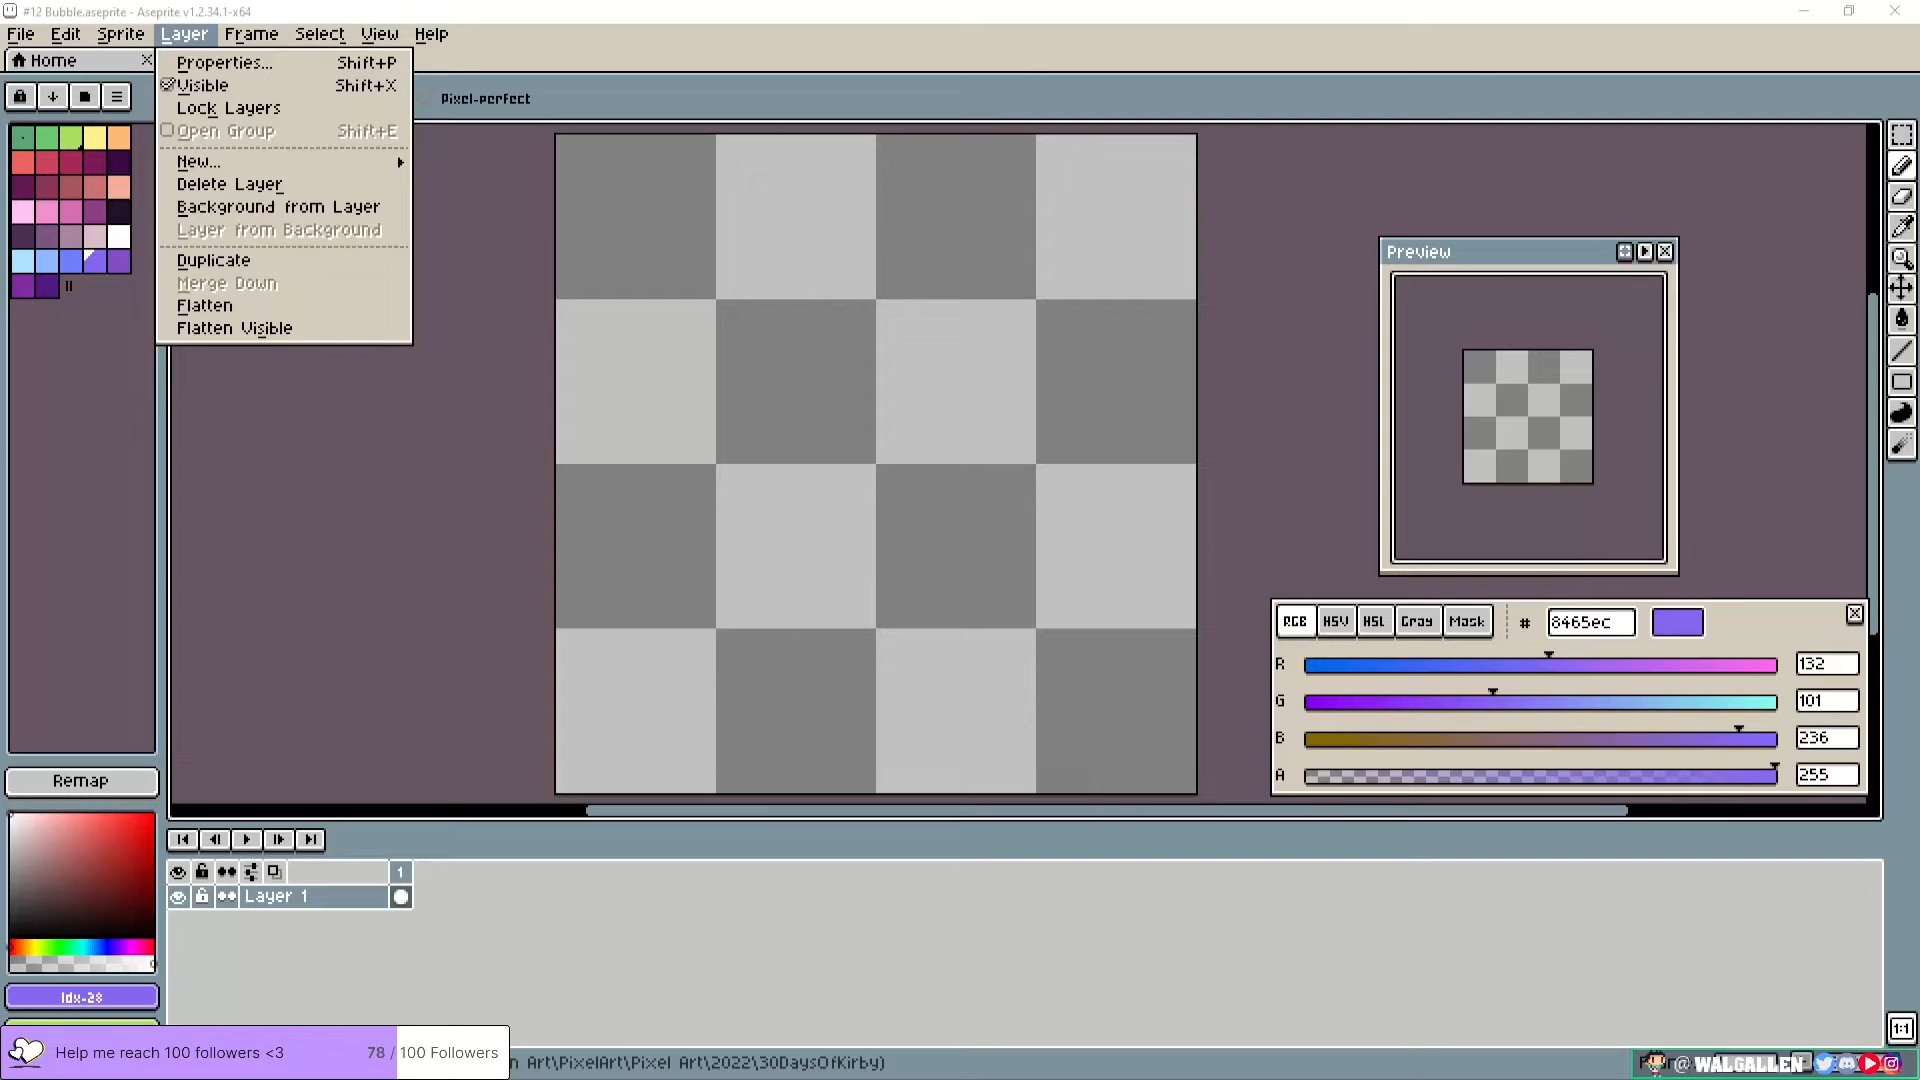 #12 Bubble.aseprite - Aseprite v1.2.34.1-x64
File Edit Sprite Layer Frame Select View Help
Home
Properties... Shift+P
Visible Shift+X
Lock Layers
Open Group Shift+E
New...
Delete Layer
Background from Layer
Layer from Background
Duplicate
Merge Down
Flatten
Flatten Visible
Pixel-perfect
Preview
RGB HSV HSL Gray Mask # 8465ec
R 132
G 101
B 236
A 255
Remap
Idx-28
1
Layer 1
1:1
Help me reach 100 followers <3 78 / 100 Followers
n Art\PixelArt\Pixel Art\2022\30DaysOfKirby)
@ WALGALLEN